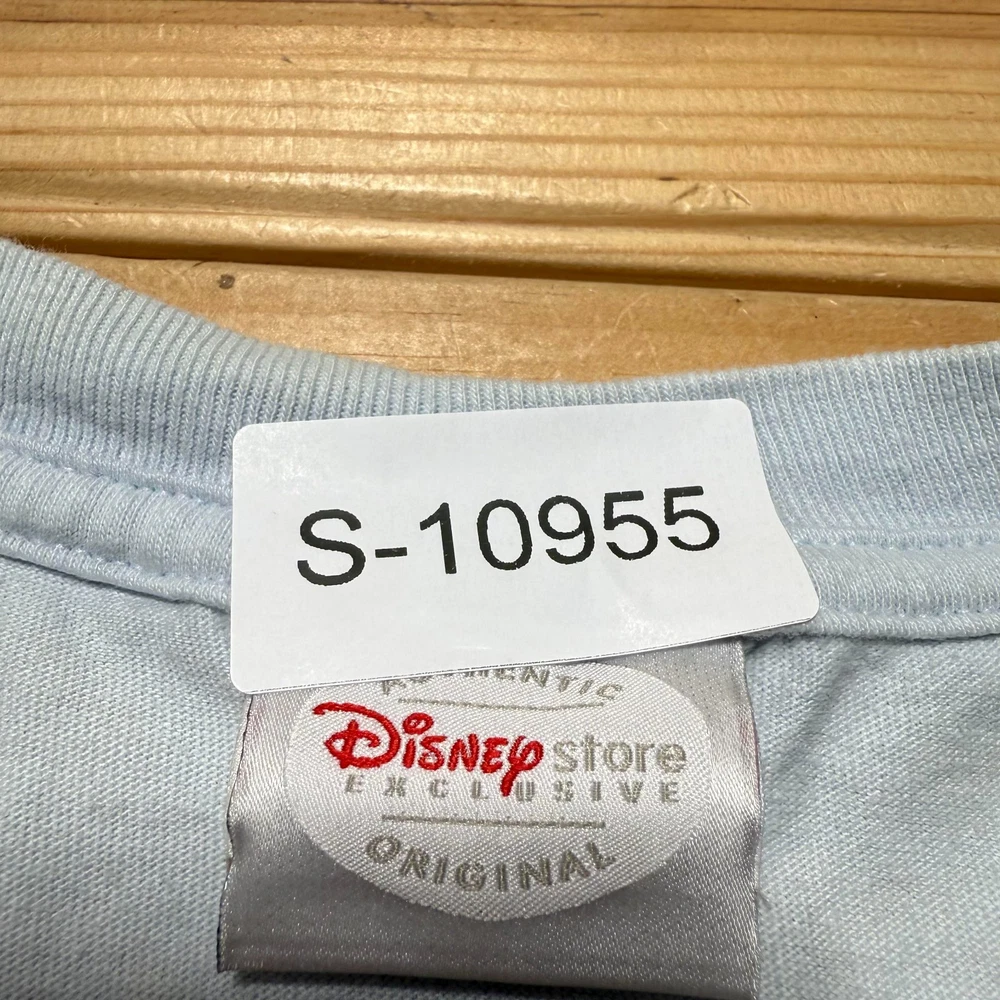 S-10955
AUTHENTIC
Disney store
EXCLUSIVE
ORIGINAL